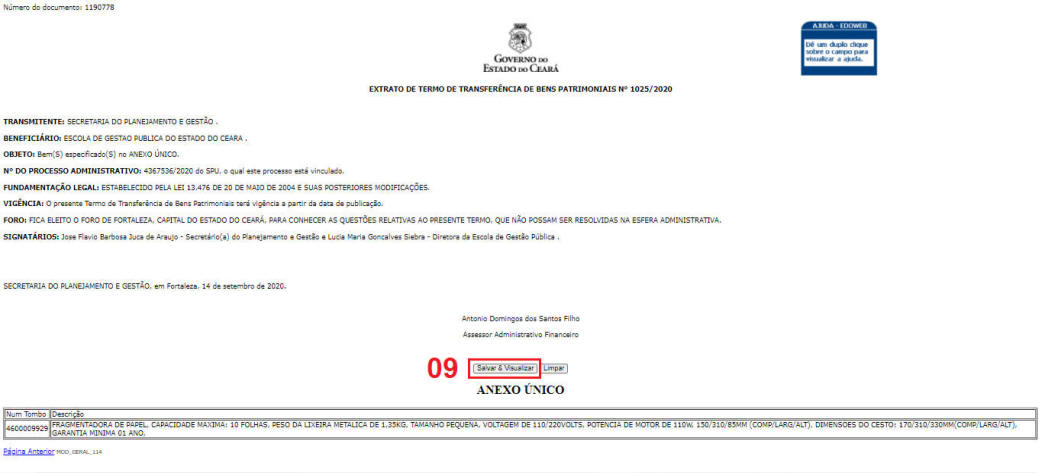 Número do documento: 1190778
AJUDA - EDOWEB
Dê um duplo clique
sobre o campo para
visualizar a ajuda.
GOVERNO DO
ESTADO DO CEARÁ
EXTRATO DE TERMO DE TRANSFERÊNCIA DE BENS PATRIMONIAIS Nº 1025/2020
TRANSMITENTE: SECRETARIA DO PLANEJAMENTO E GESTÃO .
BENEFICIÁRIO: ESCOLA DE GESTAO PUBLICA DO ESTADO DO CEARA .
OBJETO: Bem(S) especificado(S) no ANEXO ÚNICO.
Nº DO PROCESSO ADMINISTRATIVO: 4367536/2020 do SPU, o qual este processo está vinculado.
FUNDAMENTAÇÃO LEGAL: ESTABELECIDO PELA LEI 13.476 DE 20 DE MAIO DE 2004 E SUAS POSTERIORES MODIFICAÇÕES.
VIGÊNCIA: O presente Termo de Transferência de Bens Patrimoniais terá vigência a partir da data de publicação.
FORO: FICA ELEITO O FORO DE FORTALEZA, CAPITAL DO ESTADO DO CEARÁ, PARA CONHECER AS QUESTÕES RELATIVAS AO PRESENTE TERMO, QUE NÃO POSSAM SER RESOLVIDAS NA ESFERA ADMINISTRATIVA.
SIGNATÁRIOS: Jose Flavio Barbosa Juca de Araujo - Secretário(a) do Planejamento e Gestão e Lucia Maria Goncalves Siebra - Diretora da Escola de Gestão Pública .
SECRETARIA DO PLANEJAMENTO E GESTÃO, em Fortaleza, 14 de setembro de 2020.
Antonio Domingos dos Santos Filho
Assessor Administrativo Financeiro
09 Salvar & Visualizar Limpar
ANEXO ÚNICO
Num Tombo Descrição
4600009929 FRAGMENTADORA DE PAPEL, CAPACIDADE MAXIMA: 10 FOLHAS, PESO DA LIXEIRA METALICA DE 1,35KG, TAMANHO PEQUENA, VOLTAGEM DE 110/220VOLTS, POTENCIA DE MOTOR DE 110W, 150/310/85MM (COMP/LARG/ALT), DIMENSOES DO CESTO: 170/310/330MM(COMP/LARG/ALT),
GARANTIA MINIMA 01 ANO,
Página Anterior MOD_GERAL_114